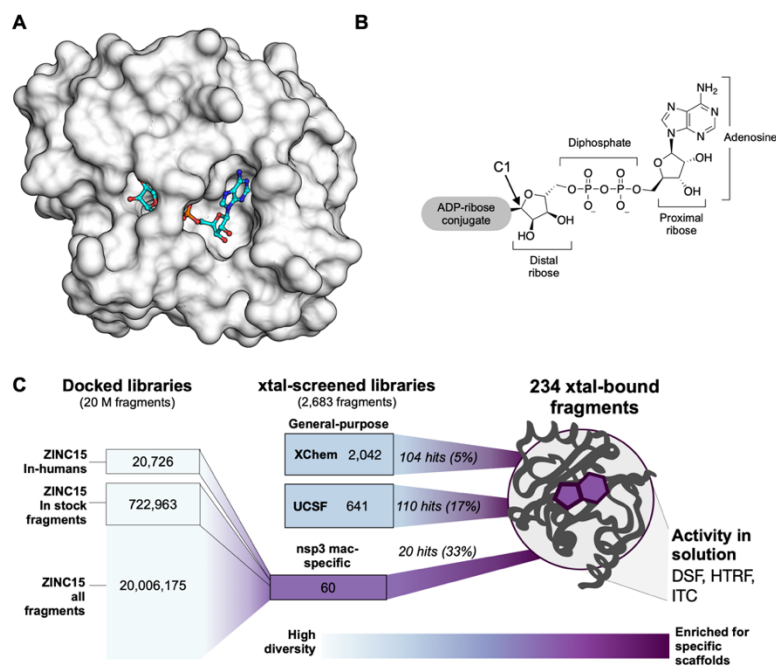 A
B
NH₂
N
N
N
N
Adenosine
Diphosphate
C1
O
O
O
P
O
P
O
O
O⁻
O⁻
OH
OH
ADP-ribose
conjugate
HO
OH
Proximal
ribose
Distal
ribose
C
Docked libraries
(20 M fragments)
xtal-screened libraries
(2,683 fragments)
234 xtal-bound
fragments
General-purpose
ZINC15
In-humans
20,726
XChem 2,042
104 hits (5%)
ZINC15
In stock
fragments
722,963
UCSF 641
110 hits (17%)
nsp3 mac-
specific
20 hits (33%)
Activity in
solution
DSF, HTRF,
ITC
ZINC15
all
fragments
20,006,175
60
High
diversity
Enriched for
specific
scaffolds